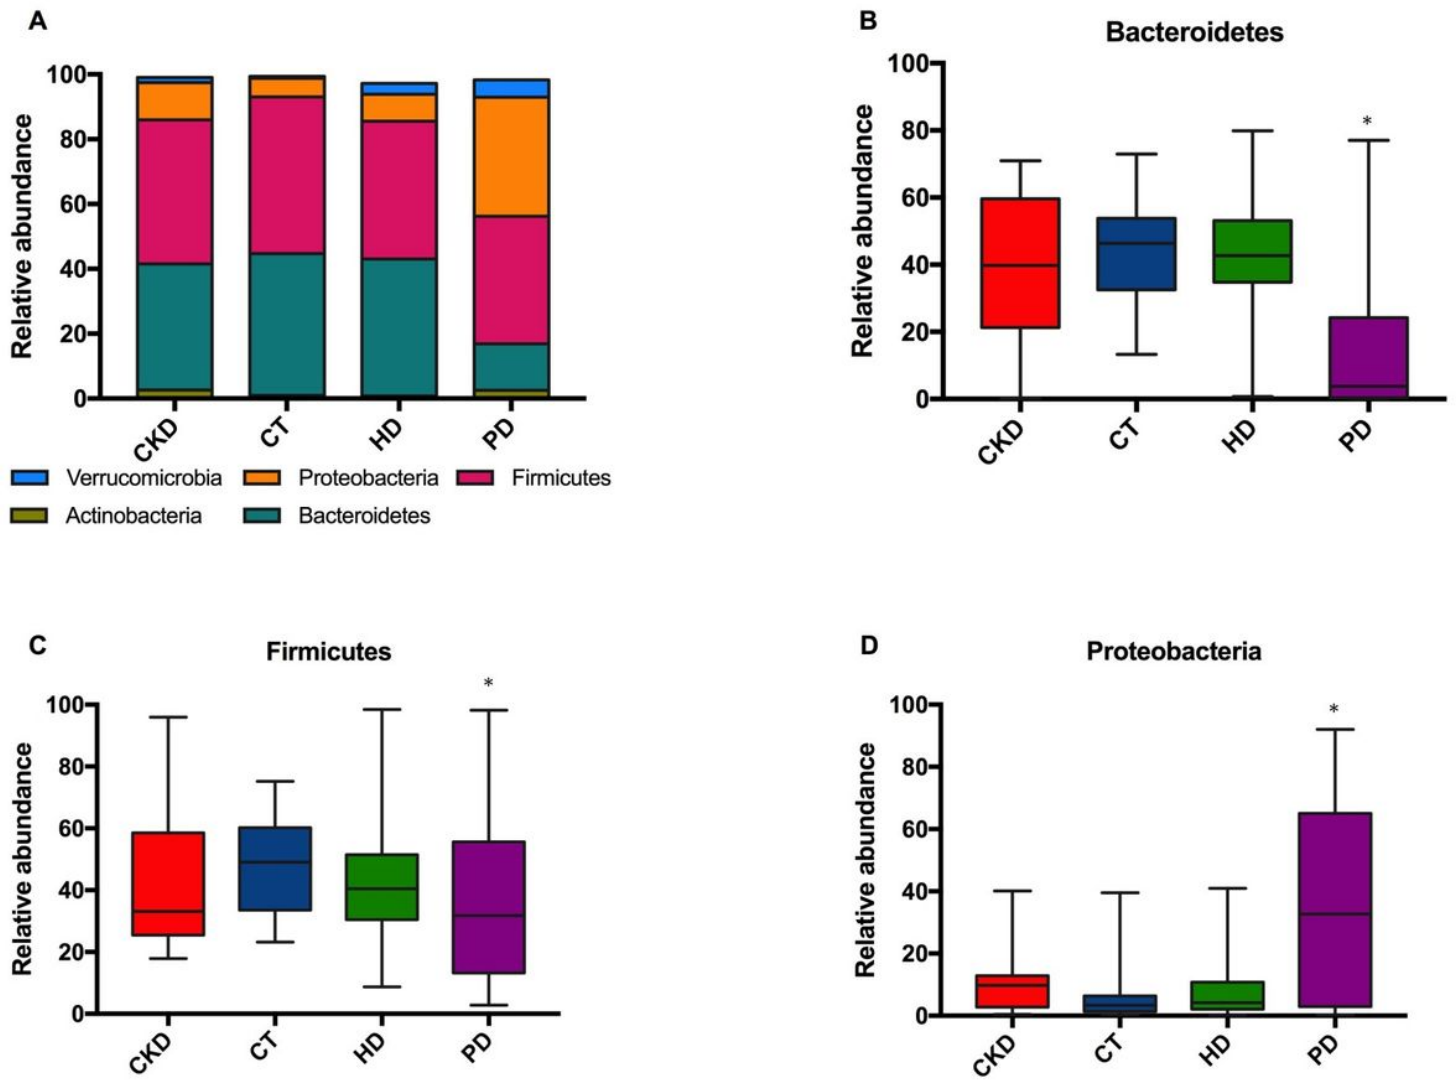 A
Relative abundance
100
80
60
40
20
0
CKD
CT
HD
PD
Verrucomicrobia
Proteobacteria
Firmicutes
Actinobacteria
Bacteroidetes
B
Bacteroidetes
Relative abundance
100
80
60
40
20
0
*
CKD
CT
HD
PD
C
Firmicutes
Relative abundance
100
80
60
40
20
0
*
CKD
CT
HD
PD
D
Proteobacteria
Relative abundance
100
80
60
40
20
0
*
CKD
CT
HD
PD